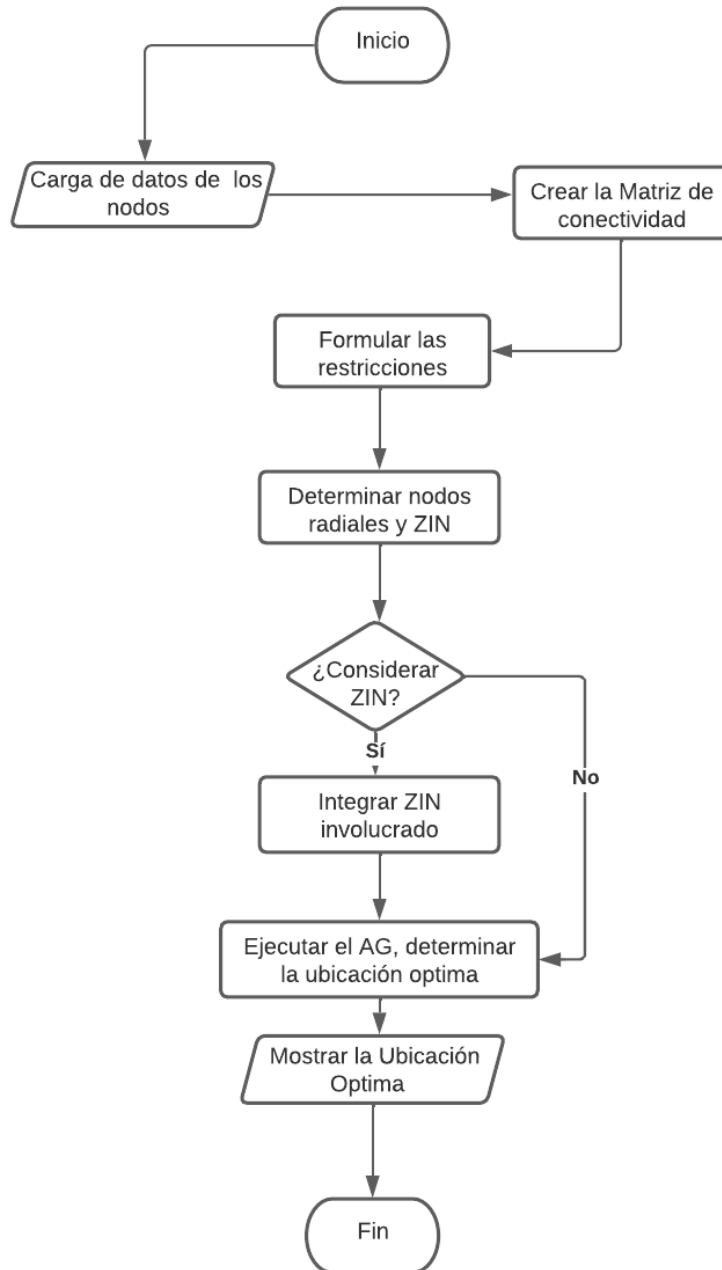 Inicio
Carga de datos de los
nodos
Crear la Matriz de
conectividad
Formular las
restricciones
Determinar nodos
radiales y ZIN
¿Considerar
ZIN?
Sí
No
Integrar ZIN
involucrado
Ejecutar el AG, determinar
la ubicación optima
Mostrar la Ubicación
Optima
Fin